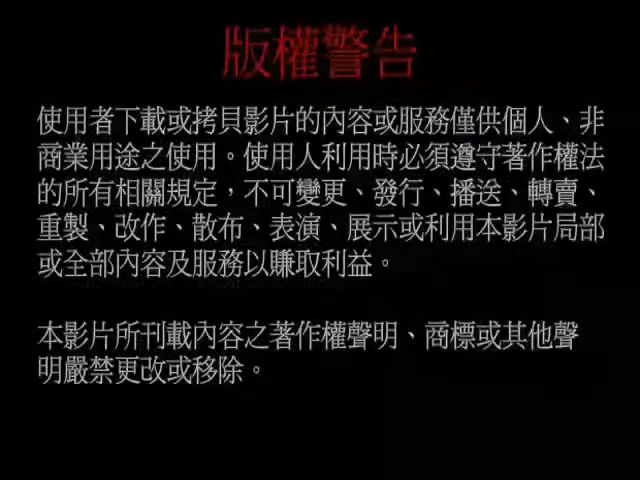 版權警告
使用者下載或拷貝影片的內容或服務僅供個人、非
商業用途之使用。使用人利用時必須遵守著作權法
的所有相關規定，不可變更、發行、播送、轉賣、
重製、改作、散布、表演、展示或利用本影片局部
或全部內容及服務以賺取利益。
本影片所刊載內容之著作權聲明、商標或其他聲
明嚴禁更改或移除。